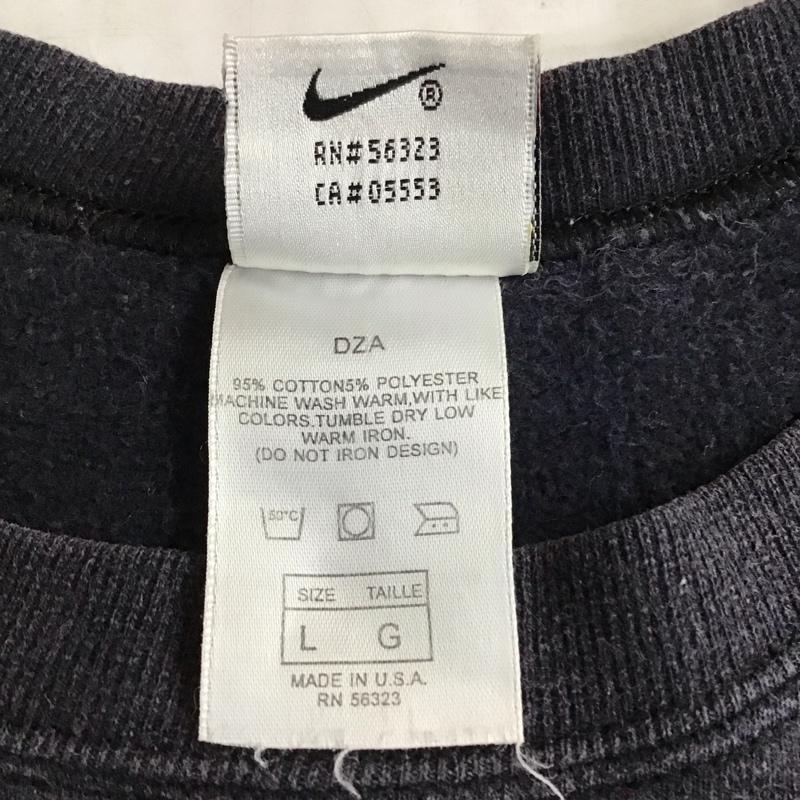 ®
RN#56323
CA#05553
DZA
95% COTTON5% POLYESTER
MACHINE WASH WARM,WITH LIKE
COLORS.TUMBLE DRY LOW
WARM IRON.
(DO NOT IRON DESIGN)
50°C
SIZE TAILLE
L G
MADE IN U.S.A.
RN 56323